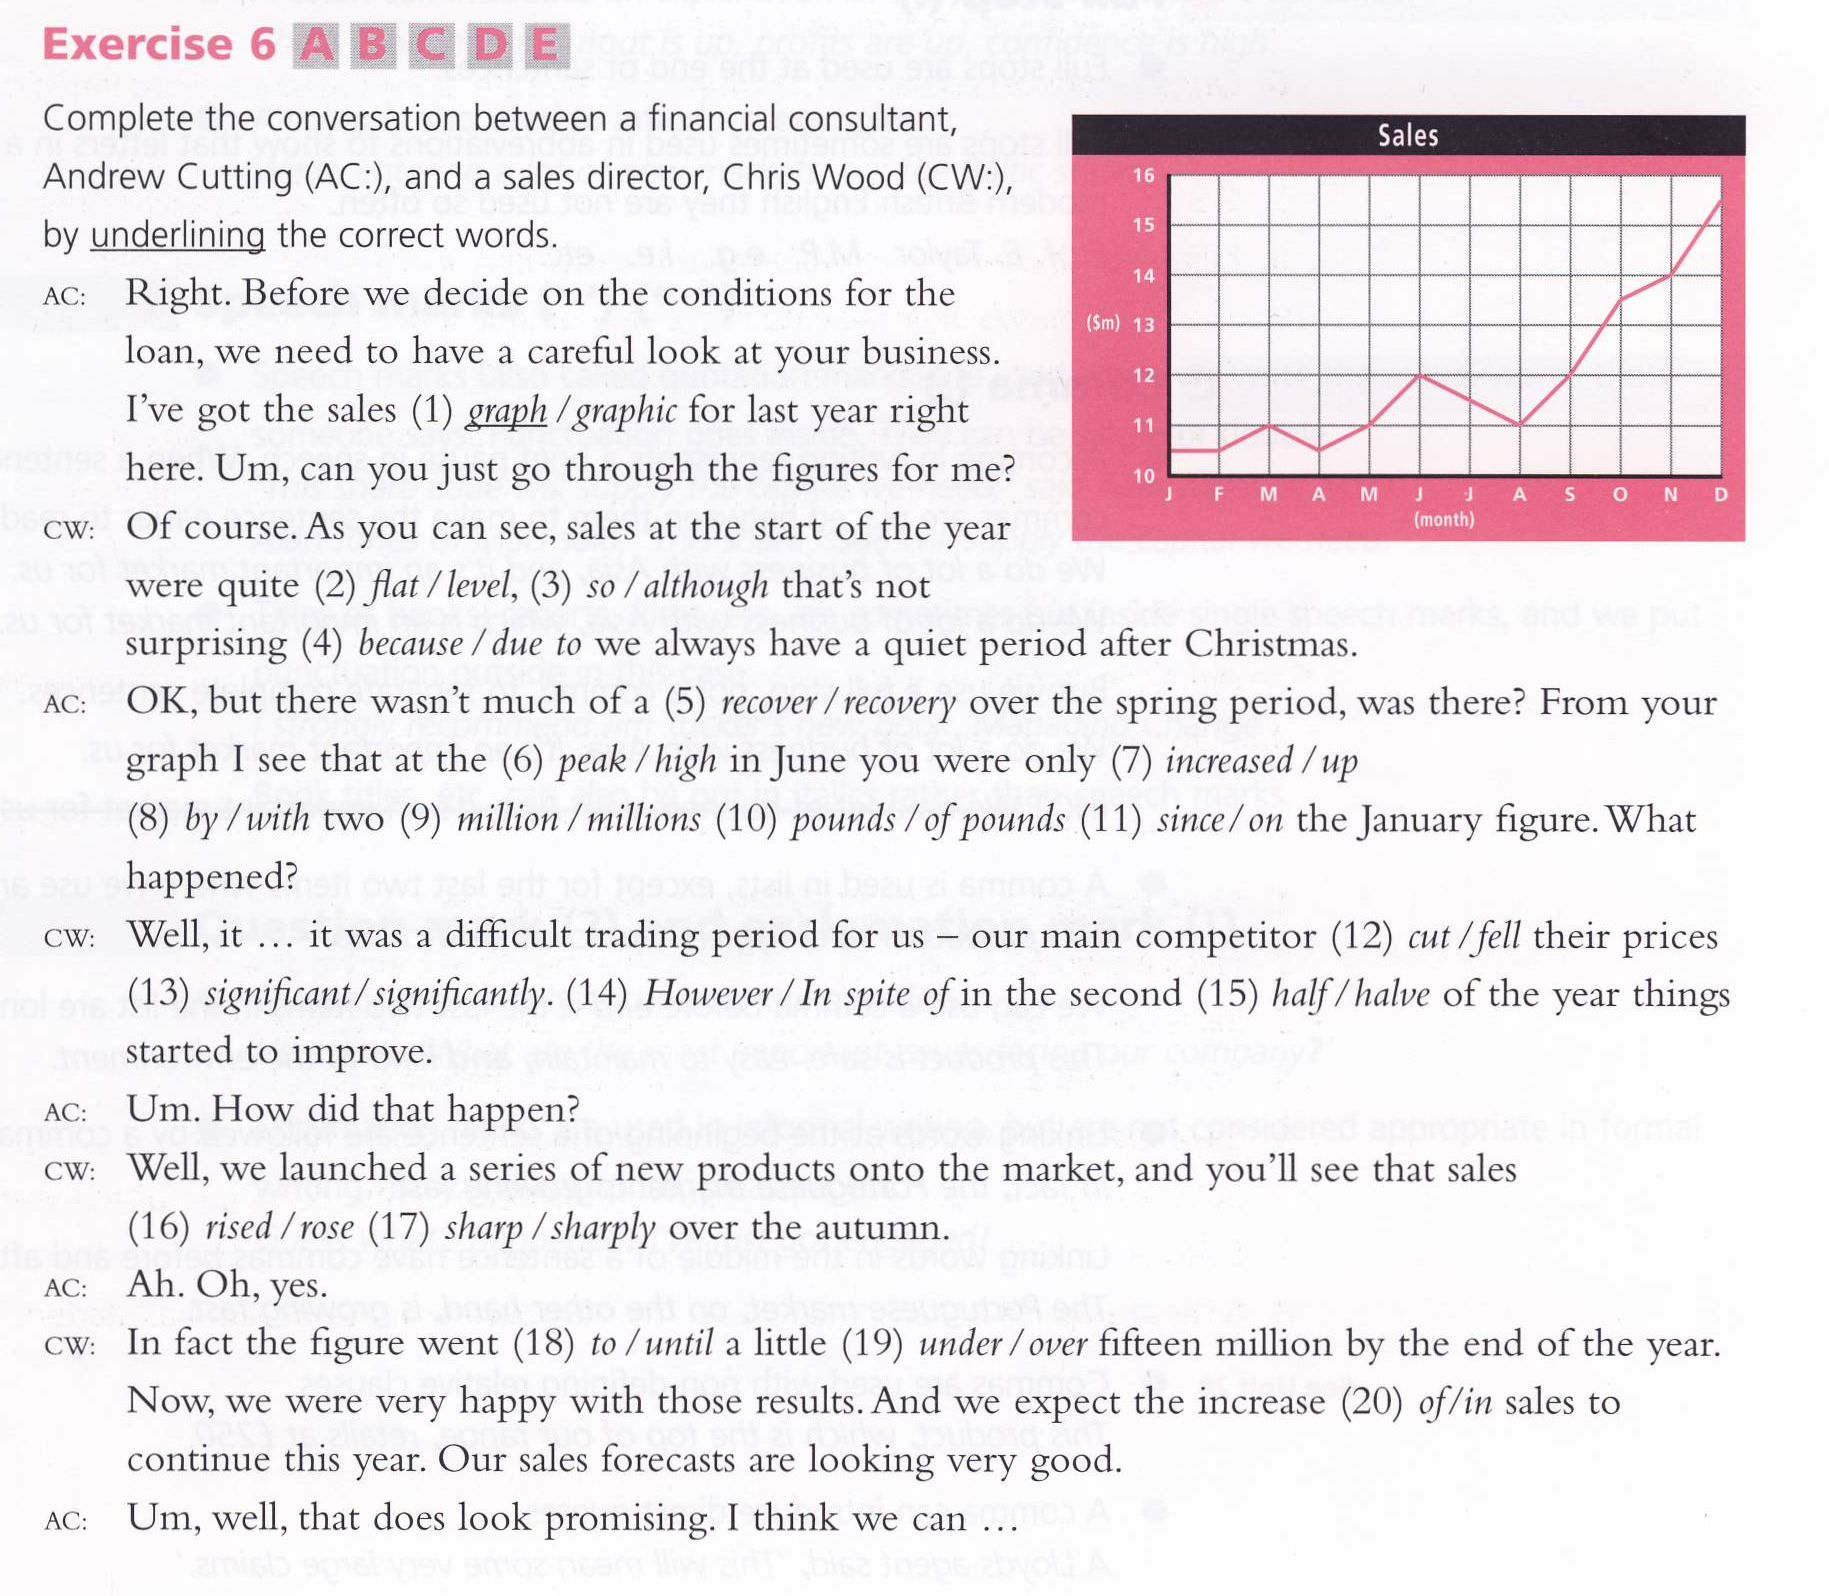 Exercise 6 A B C D E
Complete the conversation between a financial consultant,
Andrew Cutting (AC:), and a sales director, Chris Wood (CW:),
by underlining the correct words.
AC: Right. Before we decide on the conditions for the
loan, we need to have a careful look at your business.
I've got the sales (1) graph / graphic for last year right
here. Um, can you just go through the figures for me?
CW: Of course. As you can see, sales at the start of the year
were quite (2) flat / level, (3) so / although that's not
surprising (4) because / due to we always have a quiet period after Christmas.
AC: OK, but there wasn't much of a (5) recover / recovery over the spring period, was there? From your
graph I see that at the (6) peak / high in June you were only (7) increased / up
(8) by / with two (9) million / millions (10) pounds / of pounds (11) since / on the January figure. What
happened?
CW: Well, it … it was a difficult trading period for us – our main competitor (12) cut / fell their prices
(13) significant / significantly. (14) However / In spite of in the second (15) half / halve of the year things
started to improve.
AC: Um. How did that happen?
CW: Well, we launched a series of new products onto the market, and you'll see that sales
(16) rised / rose (17) sharp / sharply over the autumn.
AC: Ah. Oh, yes.
CW: In fact the figure went (18) to / until a little (19) under / over fifteen million by the end of the year.
Now, we were very happy with those results. And we expect the increase (20) of/in sales to
continue this year. Our sales forecasts are looking very good.
AC: Um, well, that does look promising. I think we can …
Sales
16
15
14
($m) 13
12
11
10
J F M A M J J A S O N D
(month)